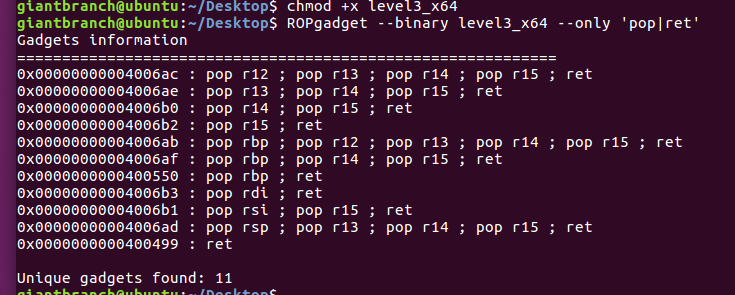 giantbranch@ubuntu:~/Desktop$ chmod +x level3_x64
giantbranch@ubuntu:~/Desktop$ ROPgadget --binary level3_x64 --only 'pop|ret'
Gadgets information
============================================================
0x00000000004006ac : pop r12 ; pop r13 ; pop r14 ; pop r15 ; ret
0x00000000004006ae : pop r13 ; pop r14 ; pop r15 ; ret
0x00000000004006b0 : pop r14 ; pop r15 ; ret
0x00000000004006b2 : pop r15 ; ret
0x00000000004006ab : pop rbp ; pop r12 ; pop r13 ; pop r14 ; pop r15 ; ret
0x00000000004006af : pop rbp ; pop r14 ; pop r15 ; ret
0x0000000000400550 : pop rbp ; ret
0x00000000004006b3 : pop rdi ; ret
0x00000000004006b1 : pop rsi ; pop r15 ; ret
0x00000000004006ad : pop rsp ; pop r13 ; pop r14 ; pop r15 ; ret
0x0000000000400499 : ret

Unique gadgets found: 11
giantbranch@ubuntu:~/Desktop$